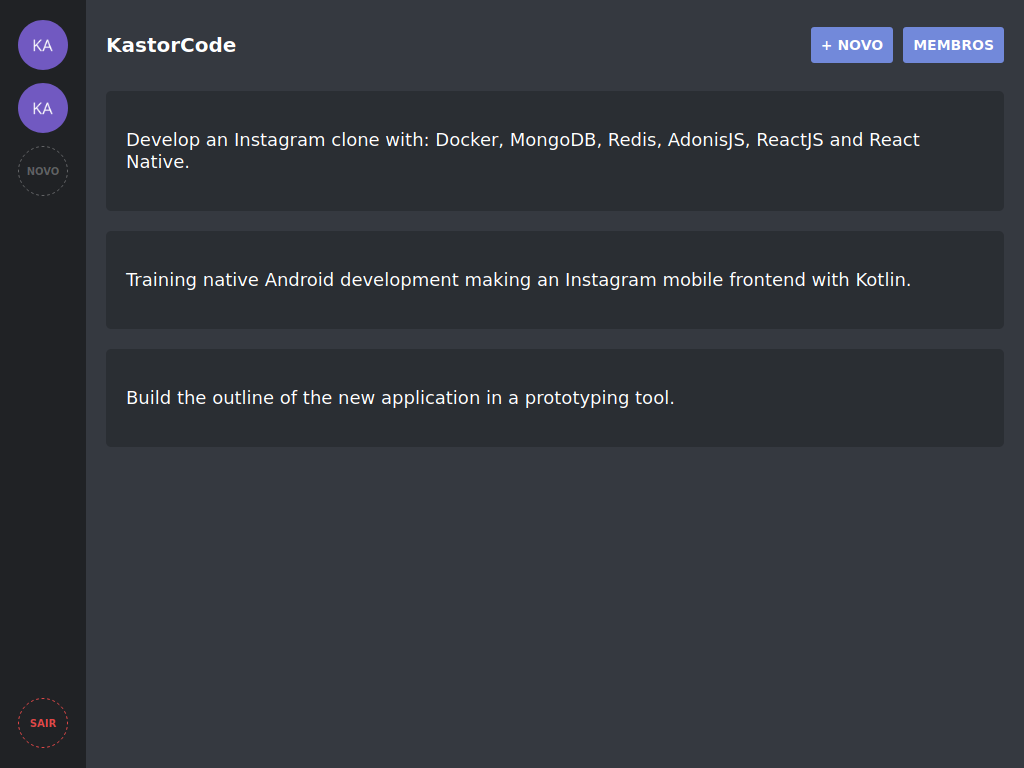 KA
KA
NOVO
SAIR
KastorCode
+ NOVO
MEMBROS
Develop an Instagram clone with: Docker, MongoDB, Redis, AdonisJS, ReactJS and React
Native.
Training native Android development making an Instagram mobile frontend with Kotlin.
Build the outline of the new application in a prototyping tool.